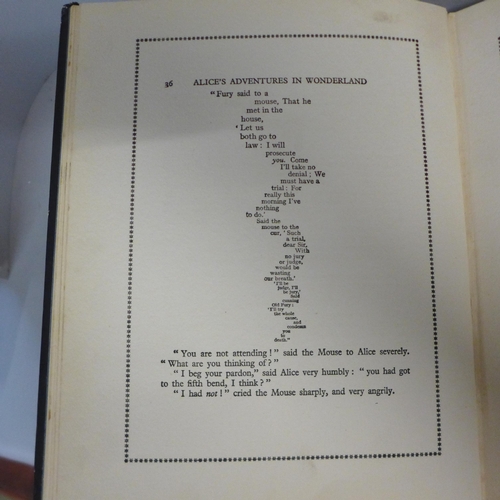 36 ALICE'S ADVENTURES IN WONDERLAND
"Fury said to a
mouse, That he
met in the
house,
'Let us
both go to
law: I will
prosecute
you. Come
I'll take no
denial; We
must have a
trial: For
really this
morning I've
nothing
to do.'
Said the
mouse to the
cur, 'Such
a trial,
dear Sir,
With
no jury
or judge,
would be
wasting
our breath.'
'I'll be
judge, I'll
be jury,'
Said
cunning
old Fury:
'I'll try
the whole
cause,
and
condemn
you
to
death.'"
"You are not attending!" said the Mouse to Alice severely.
"What are you thinking of?"
"I beg your pardon," said Alice very humbly: "you had got
to the fifth bend, I think?"
"I had not!" cried the Mouse sharply, and very angrily.